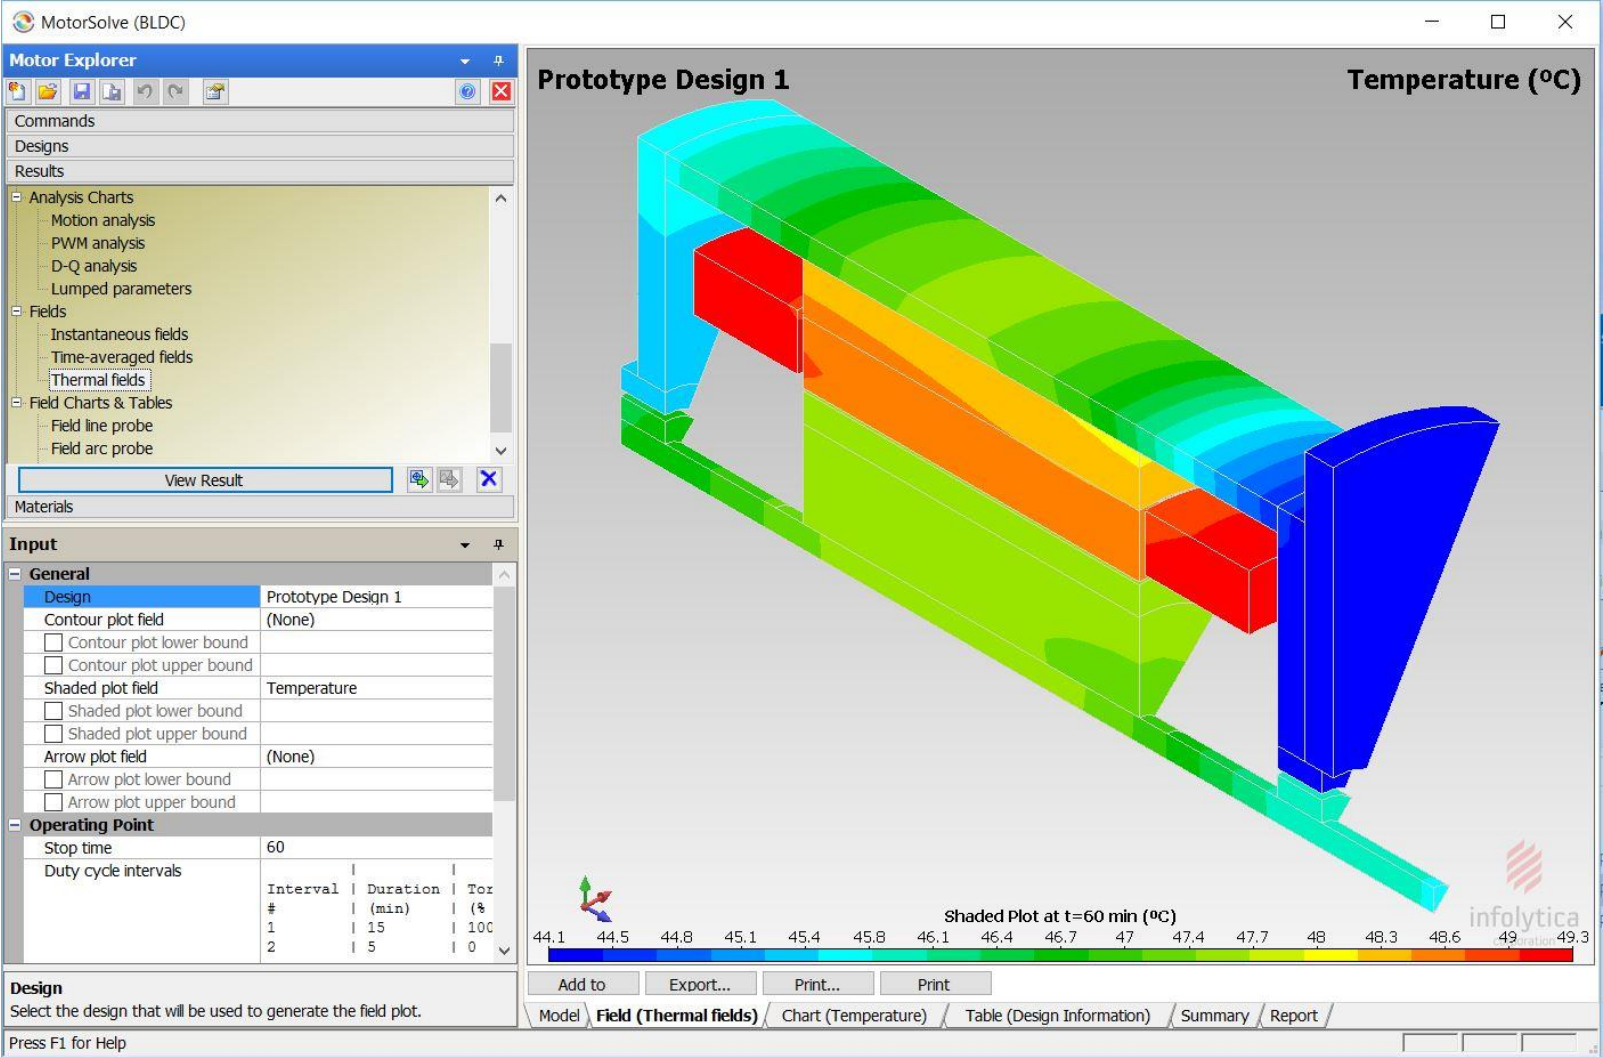 MotorSolve (BLDC)
Motor Explorer
Commands
Designs
Results
Analysis Charts
Motion analysis
PWM analysis
D-Q analysis
Lumped parameters
Fields
Instantaneous fields
Time-averaged fields
Thermal fields
Field Charts & Tables
Field line probe
Field arc probe
View Result
Materials
Input
General
Design Prototype Design 1
Contour plot field (None)
Contour plot lower bound
Contour plot upper bound
Shaded plot field Temperature
Shaded plot lower bound
Shaded plot upper bound
Arrow plot field (None)
Arrow plot lower bound
Arrow plot upper bound
Operating Point
Stop time 60
Duty cycle intervals
Interval | Duration | Tor
# | (min) | (%
1 | 15 | 100
2 | 5 | 0
Design
Select the design that will be used to generate the field plot.
Press F1 for Help
Prototype Design 1
Temperature (ºC)
infolytica
corporation
Shaded Plot at t=60 min (ºC)
44.1 44.5 44.8 45.1 45.4 45.8 46.1 46.4 46.7 47 47.4 47.7 48 48.3 48.6 49 49.3
Add to Export... Print... Print
Model Field (Thermal fields) Chart (Temperature) Table (Design Information) Summary Report